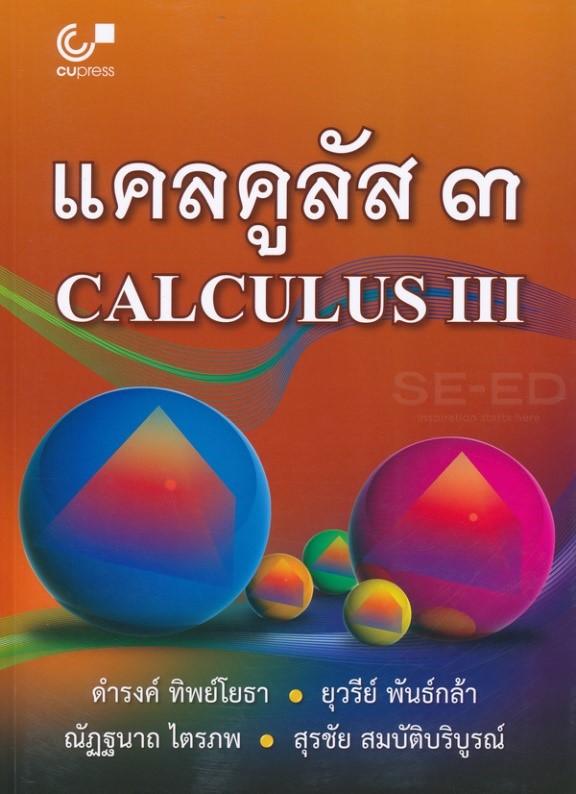 cupress
แคลคูลัส ๓
CALCULUS III
SE-ED
inspiration starts here
ดำรงค์ ทิพย์โยธา • ยุวรีย์ พันธ์กล้า
ณัฏฐนาถ ไตรภพ • สุรชัย สมบัติบริบูรณ์